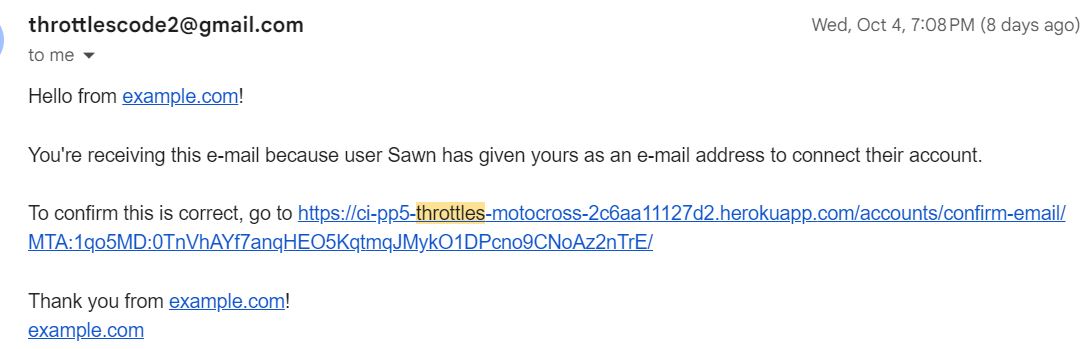 throttlescode2@gmail.com Wed, Oct 4, 7:08 PM (8 days ago)
to me
Hello from example.com!
You're receiving this e-mail because user Sawn has given yours as an e-mail address to connect their account.
To confirm this is correct, go to https://ci-pp5-throttles-motocross-2c6aa11127d2.herokuapp.com/accounts/confirm-email/
MTA:1qo5MD:0TnVhAYf7anqHEO5KqtmqJMykO1DPcno9CNoAz2nTrE/
Thank you from example.com!
example.com